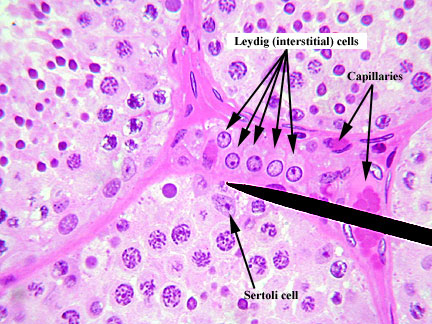 Leydig (interstitial) cells
Capillaries
Sertoli cell